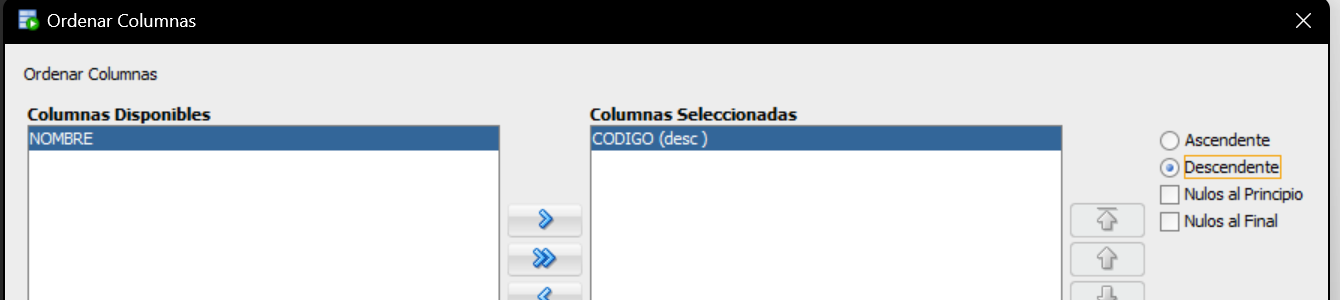 Ordenar Columnas
Ordenar Columnas
Columnas Disponibles
NOMBRE
Columnas Seleccionadas
CODIGO (desc )
Ascendente
Descendente
Nulos al Principio
Nulos al Final